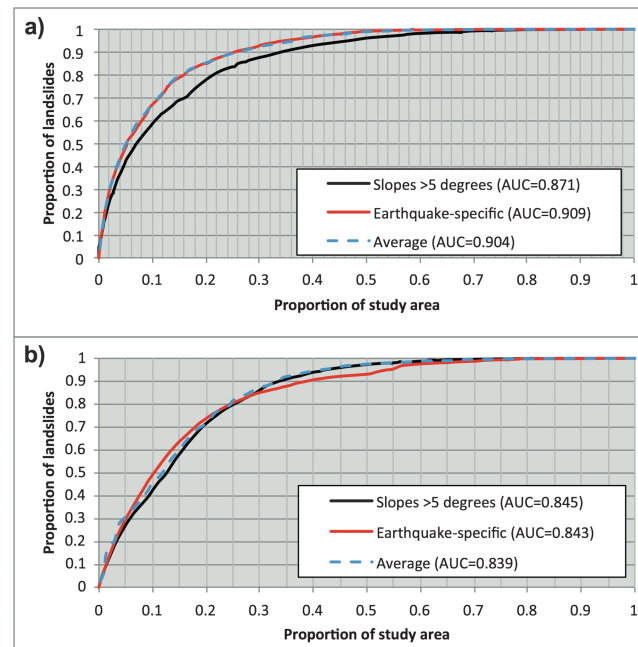 a)
1
0.9
0.8
0.7
0.6
0.5
0.4
0.3
0.2
0.1
0
Proportion of landslides
Slopes >5 degrees (AUC=0.871)
Earthquake-specific (AUC=0.909)
Average (AUC=0.904)
0 0.1 0.2 0.3 0.4 0.5 0.6 0.7 0.8 0.9 1
Proportion of study area
b)
1
0.9
0.8
0.7
0.6
0.5
0.4
0.3
0.2
0.1
0
Proportion of landslides
Slopes >5 degrees (AUC=0.845)
Earthquake-specific (AUC=0.843)
Average (AUC=0.839)
0 0.1 0.2 0.3 0.4 0.5 0.6 0.7 0.8 0.9 1
Proportion of study area